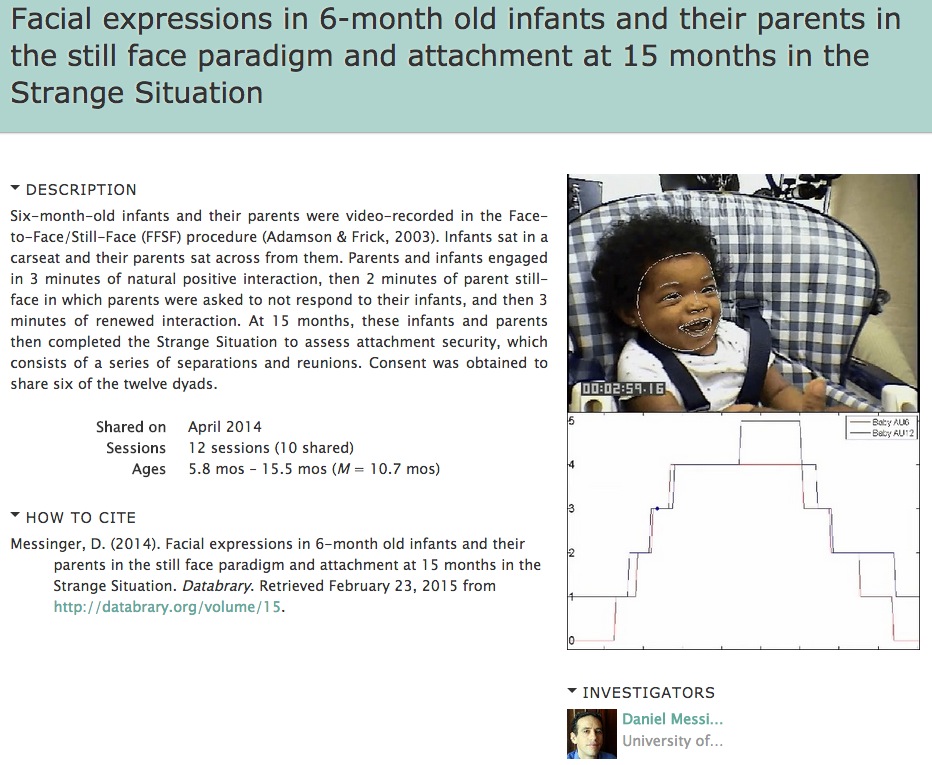 Facial expressions in 6-month old infants and their parents in
the still face paradigm and attachment at 15 months in the
Strange Situation
DESCRIPTION
Six-month-old infants and their parents were video-recorded in the Face-
to-Face/Still-Face (FFSF) procedure (Adamson & Frick, 2003). Infants sat in a
carseat and their parents sat across from them. Parents and infants engaged
in 3 minutes of natural positive interaction, then 2 minutes of parent still-
face in which parents were asked to not respond to their infants, and then 3
minutes of renewed interaction. At 15 months, these infants and parents
then completed the Strange Situation to assess attachment security, which
consists of a series of separations and reunions. Consent was obtained to
share six of the twelve dyads.
Shared on April 2014
Sessions 12 sessions (10 shared)
Ages 5.8 mos - 15.5 mos (M = 10.7 mos)
HOW TO CITE
Messinger, D. (2014). Facial expressions in 6-month old infants and their
parents in the still face paradigm and attachment at 15 months in the
Strange Situation. Databrary. Retrieved February 23, 2015 from
http://databrary.org/volume/15.
00:02:59.16
5
Baby AU6
Baby AU12
4
3
2
1
0
INVESTIGATORS
Daniel Messi...
University of...